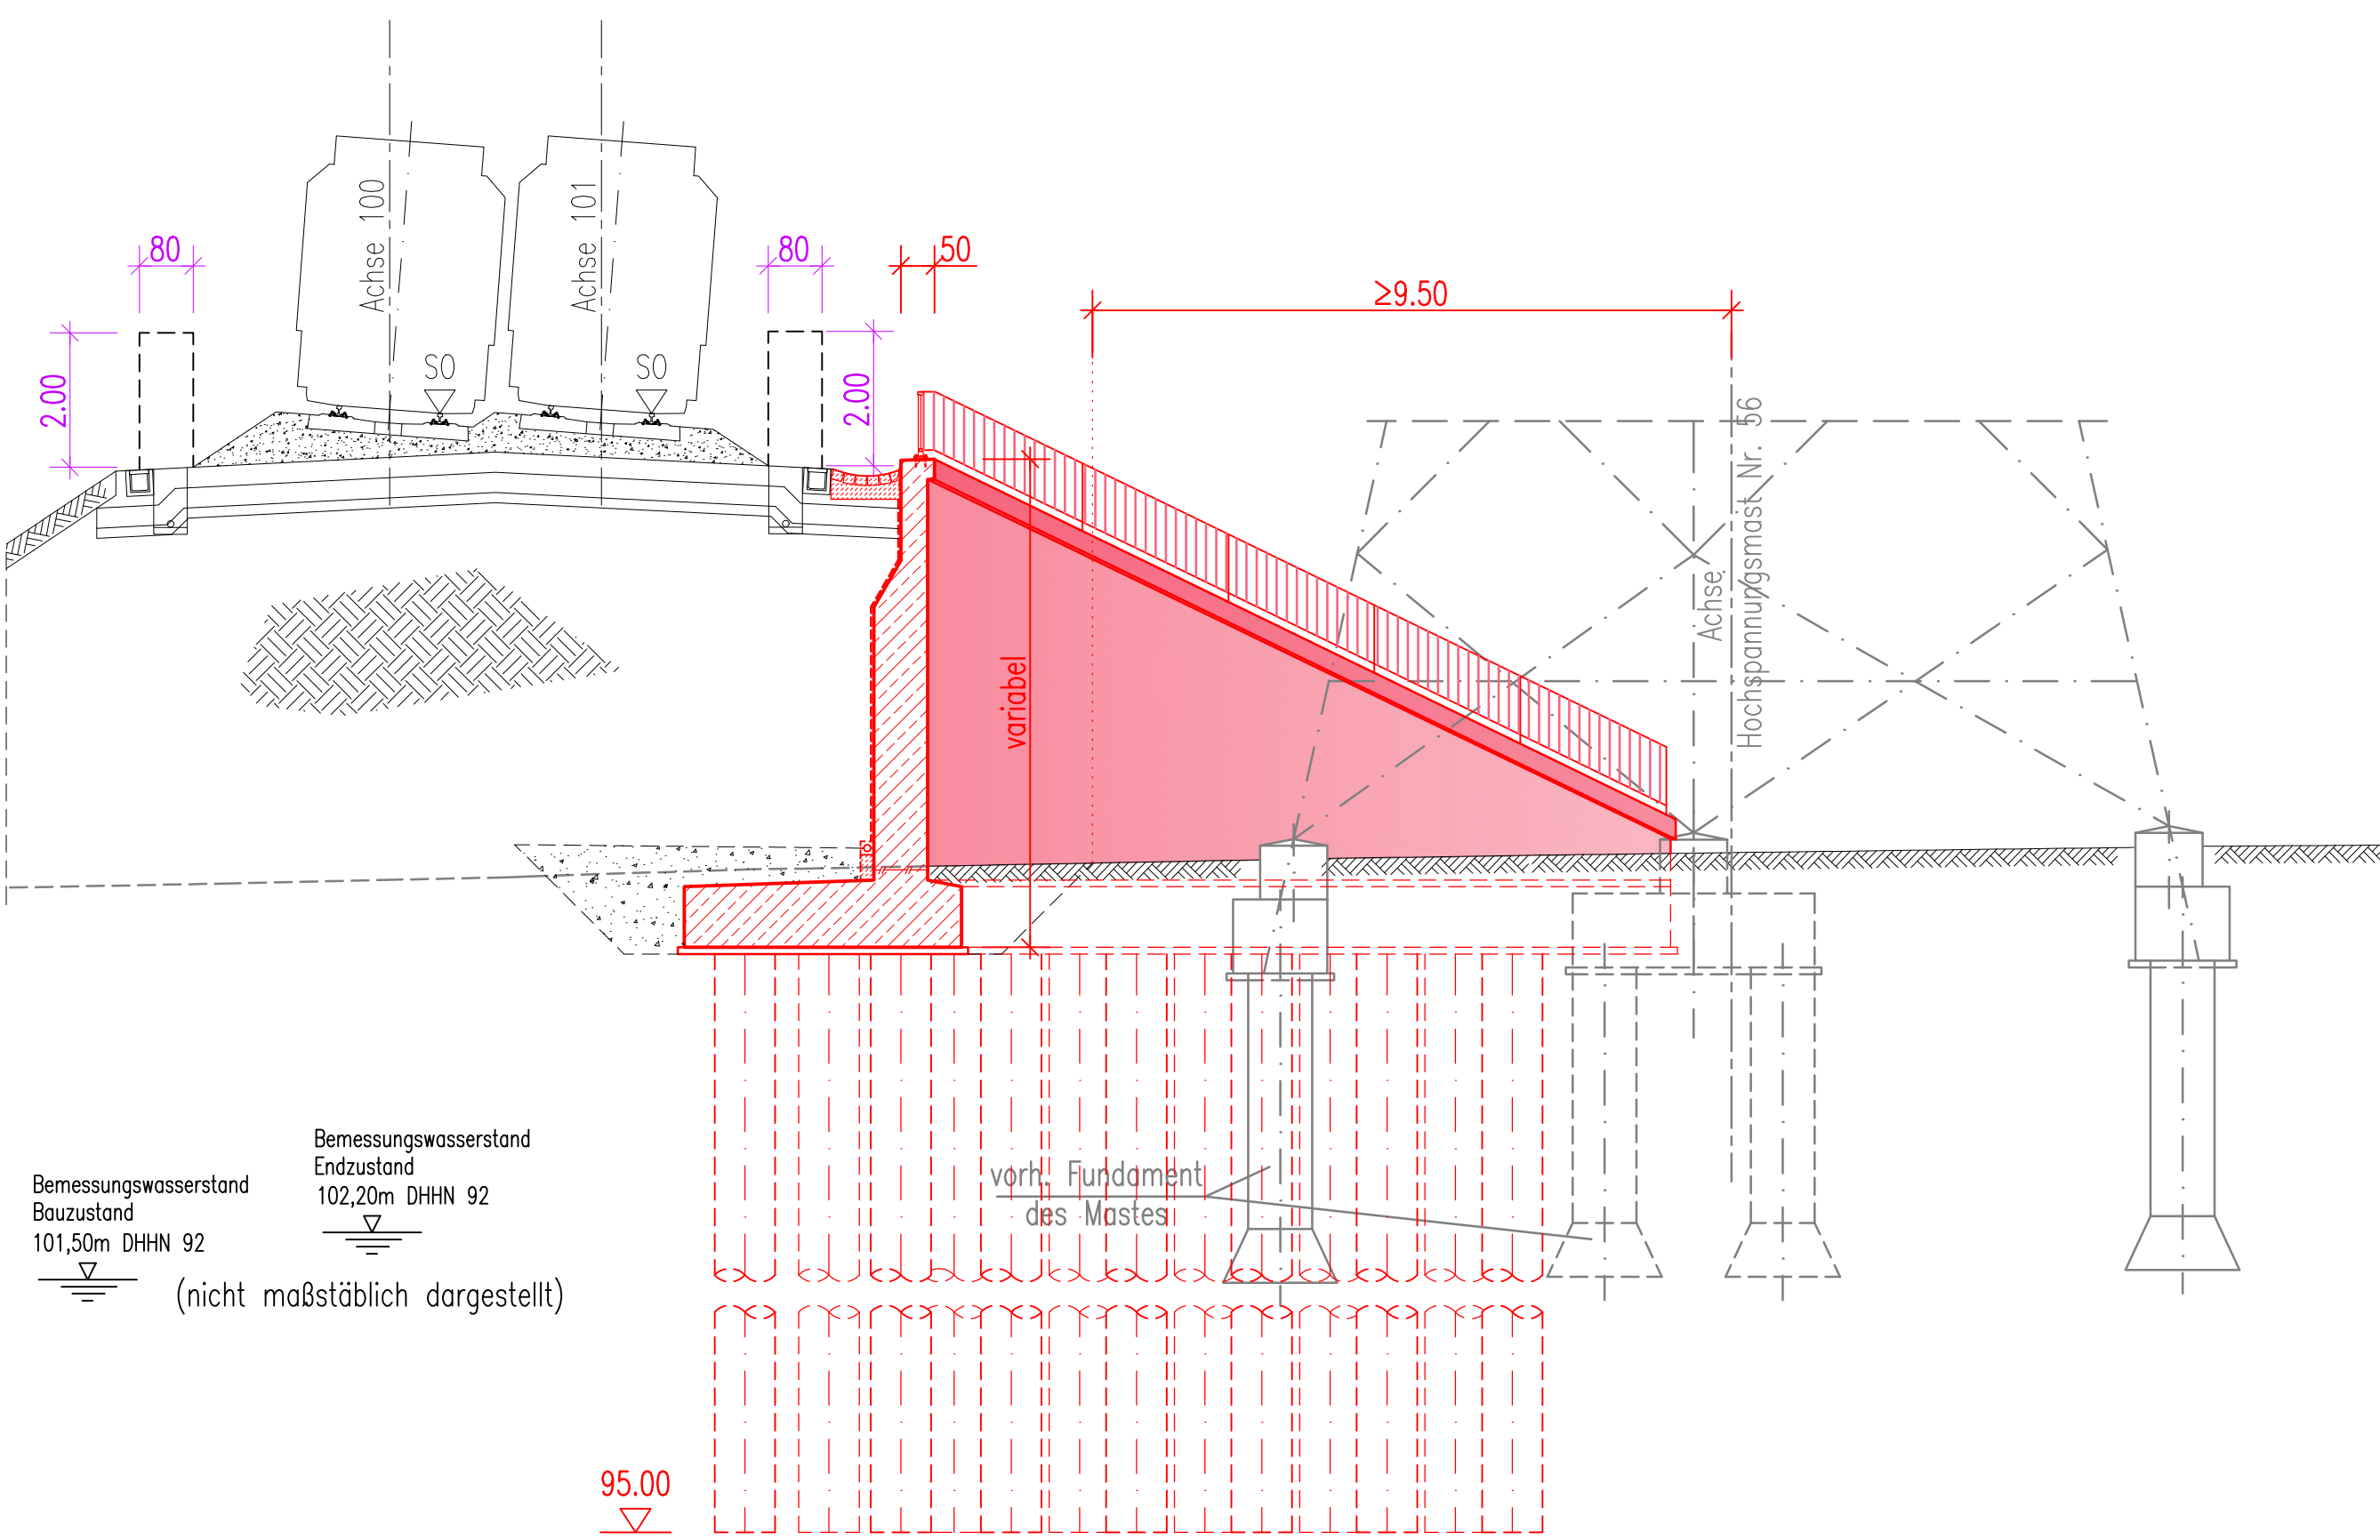 Achse 100
Achse 101
80
80
50
≥9.50
2.00
2.00
SO
SO
variabel
Achse
Hochspannungsmast Nr. 56
Bemessungswasserstand
Endzustand
102,20m DHHN 92
Bemessungswasserstand
Bauzustand
101,50m DHHN 92
(nicht maßstäblich dargestellt)
vorh. Fundament
des Mastes
95.00